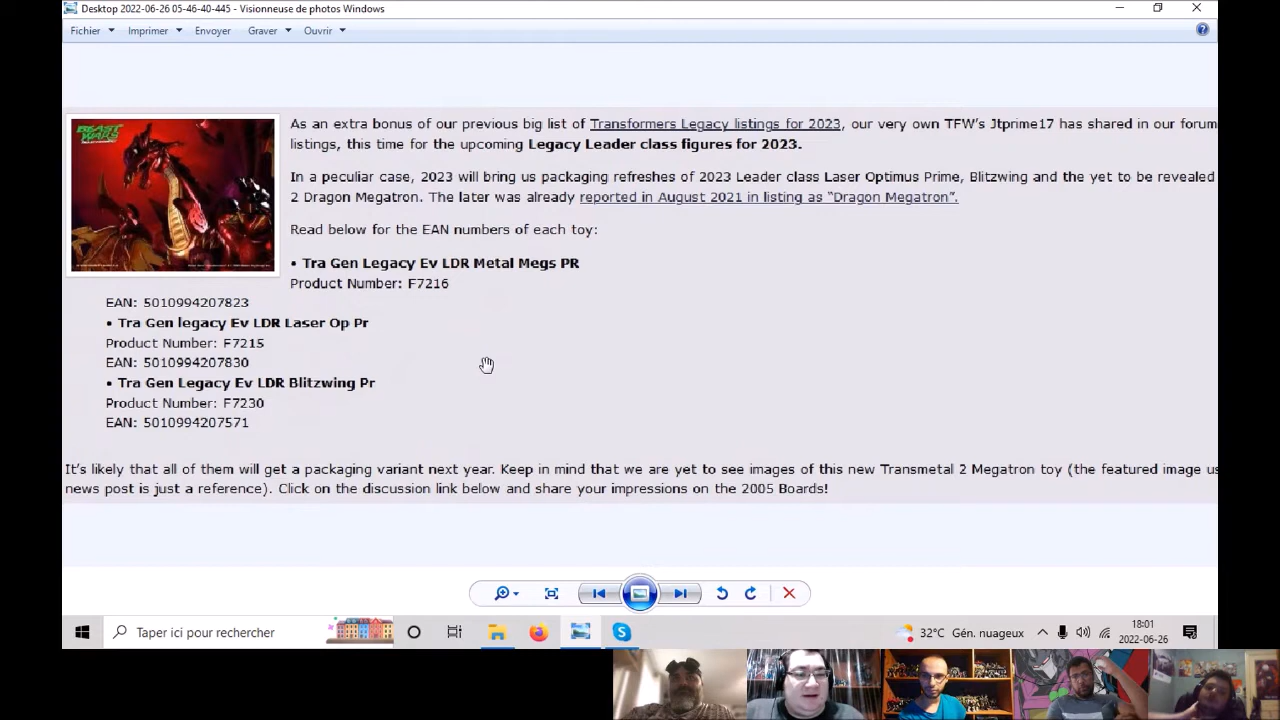 Desktop 2022-06-26 05-46-40-445 - Visionneuse de photos Windows
Fichier Imprimer Envoyer Graver Ouvrir
BEAST WARS
As an extra bonus of our previous big list of Transformers Legacy listings for 2023, our very own TFW's Jtprime17 has shared in our forum
listings, this time for the upcoming Legacy Leader class figures for 2023.
In a peculiar case, 2023 will bring us packaging refreshes of 2023 Leader class Laser Optimus Prime, Blitzwing and the yet to be revealed
2 Dragon Megatron. The later was already reported in August 2021 in listing as “Dragon Megatron”.
Read below for the EAN numbers of each toy:
• Tra Gen Legacy Ev LDR Metal Megs PR
Product Number: F7216
EAN: 5010994207823
• Tra Gen legacy Ev LDR Laser Op Pr
Product Number: F7215
EAN: 5010994207830
• Tra Gen Legacy Ev LDR Blitzwing Pr
Product Number: F7230
EAN: 5010994207571
It's likely that all of them will get a packaging variant next year. Keep in mind that we are yet to see images of this new Transmetal 2 Megatron toy (the featured image us
news post is just a reference). Click on the discussion link below and share your impressions on the 2005 Boards!
Taper ici pour rechercher
32°C Gén. nuageux
18:01
2022-06-26